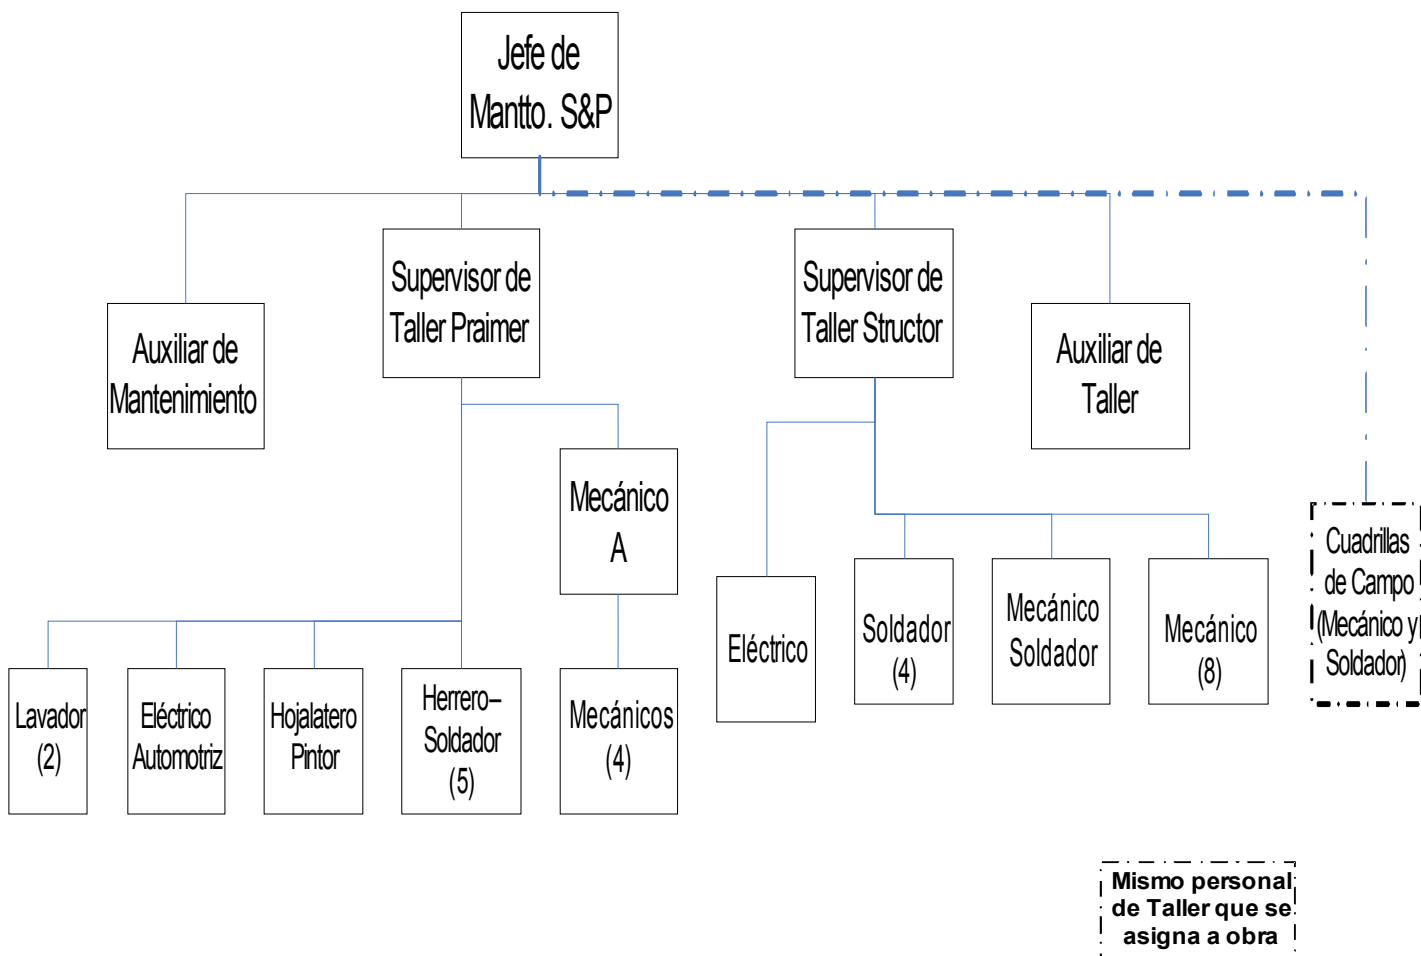 Jefe de
Mantto. S&P
Supervisor de
Taller Praimer
Supervisor de
Taller Structor
Auxiliar de
Mantenimiento
Auxiliar de
Taller
Mecánico
A
Cuadrillas
de Campo
(Mecánico y
Soldador)
Eléctrico
Soldador
(4)
Mecánico
Soldador
Mecánico
(8)
Lavador
(2)
Eléctrico
Automotriz
Hojalatero
Pintor
Herrero–
Soldador
(5)
Mecánicos
(4)
Mismo personal
de Taller que se
asigna a obra